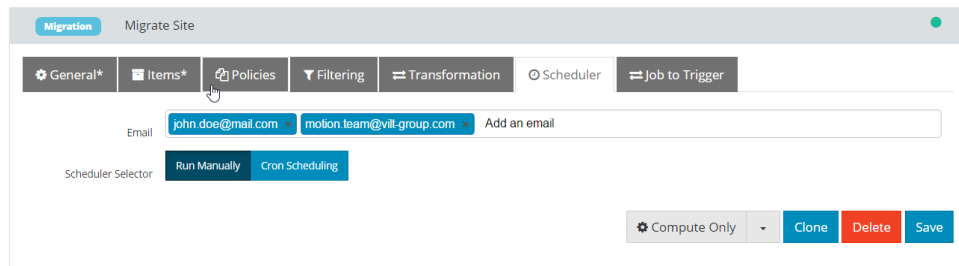 Migration Migrate Site
General* Items* Policies Filtering Transformation Scheduler Job to Trigger
Email john.doe@mail.com × motion.team@vilt-group.com × Add an email
Scheduler Selector Run Manually Cron Scheduling
Compute Only Clone Delete Save